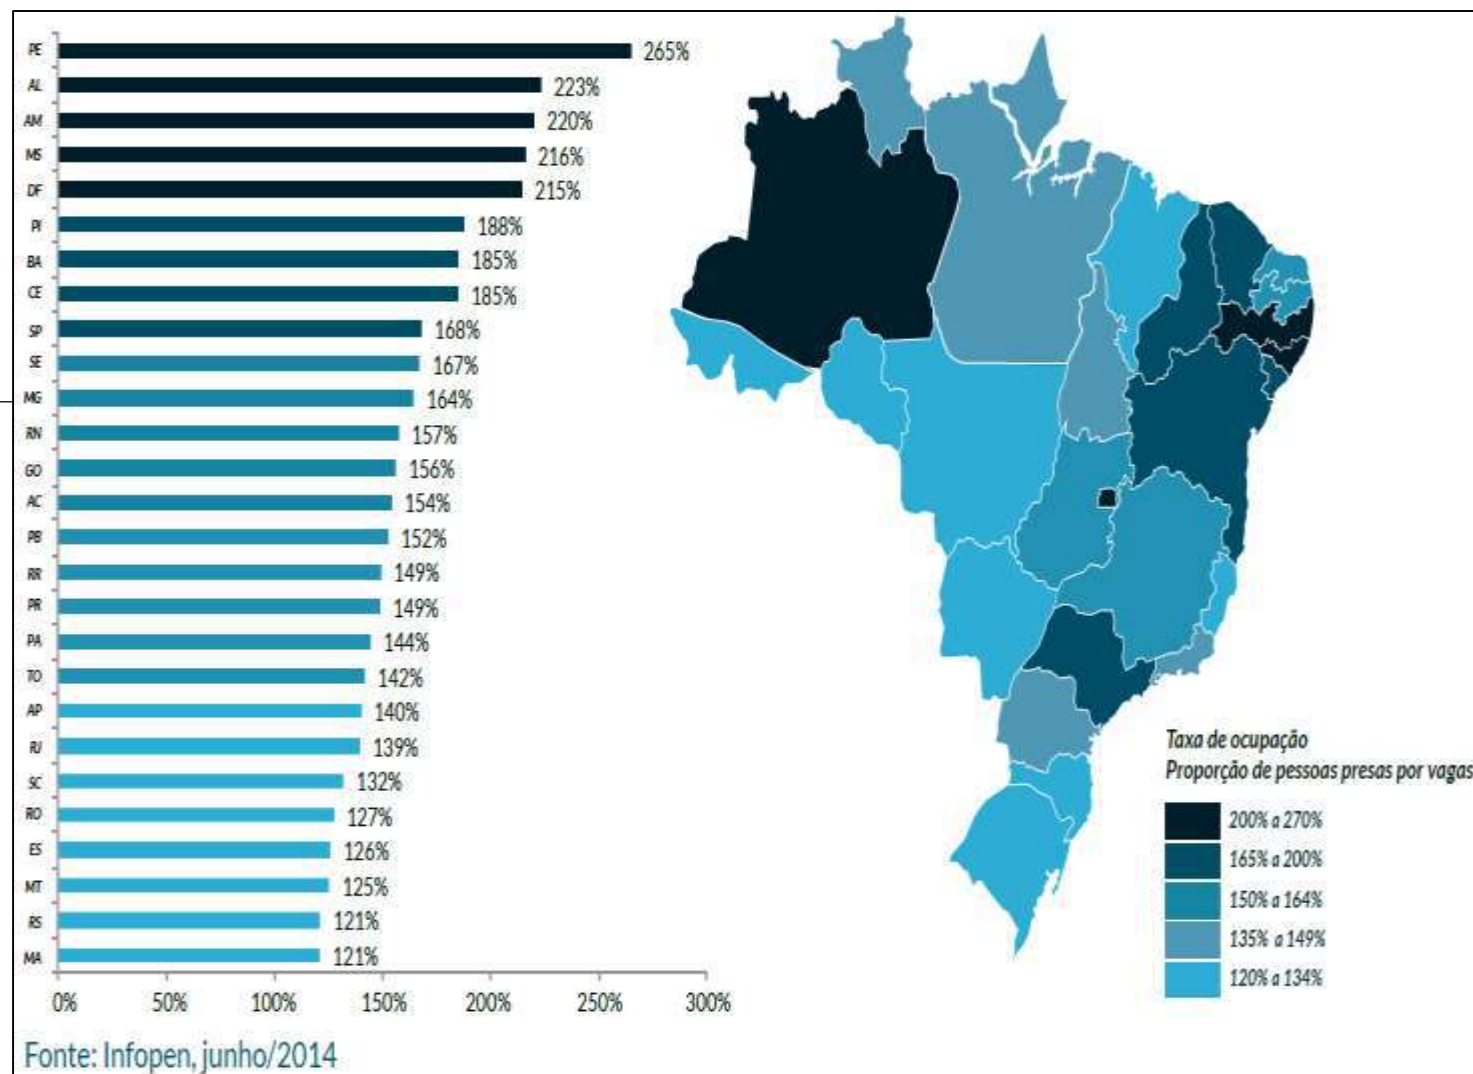 PE 265%
AL 223%
AM 220%
MS 216%
DF 215%
PI 188%
BA 185%
CE 185%
SP 168%
SE 167%
MG 164%
RN 157%
GO 156%
AC 154%
PB 152%
RR 149%
PR 149%
PA 144%
TO 142%
AP 140%
RJ 139%
SC 132%
RO 127%
ES 126%
MT 125%
RS 121%
MA 121%
0% 50% 100% 150% 200% 250% 300%
Taxa de ocupação
Proporção de pessoas presas por vagas
200% a 270%
165% a 200%
150% a 164%
135% a 149%
120% a 134%
Fonte: Infopen, junho/2014